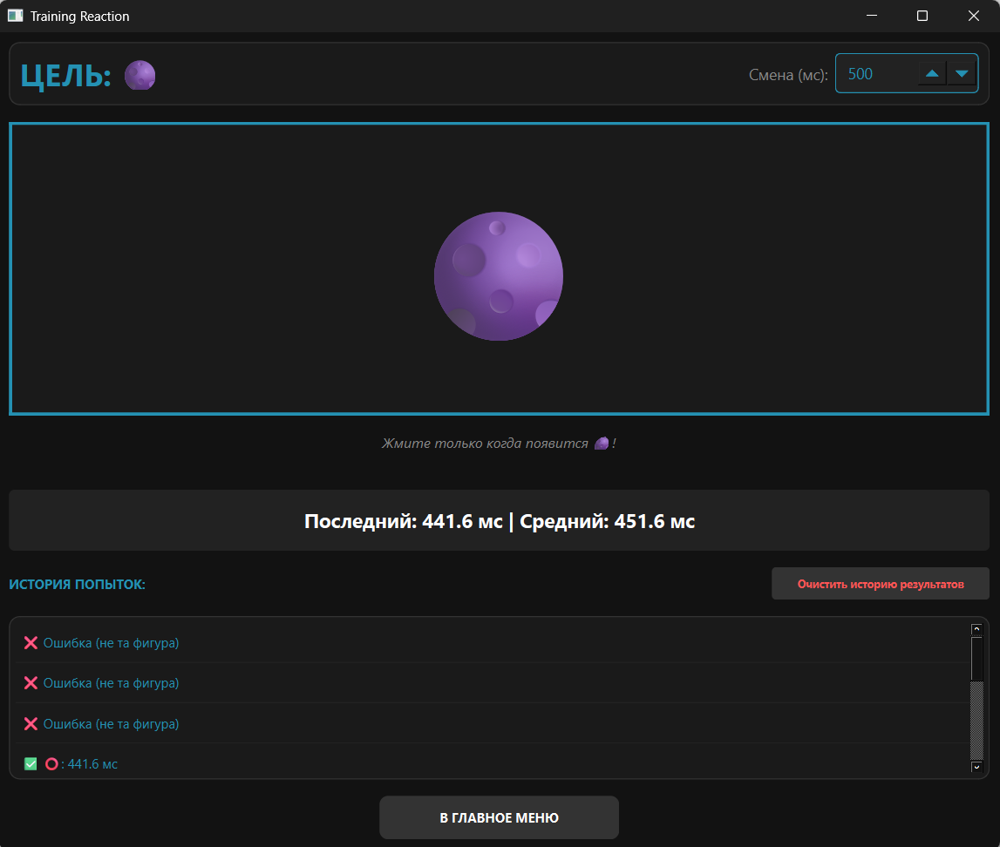 Training Reaction
ЦЕЛЬ:
Смена (мс): 500
Жмите только когда появится !
Последний: 441.6 мс | Средний: 451.6 мс
ИСТОРИЯ ПОПЫТОК:
Очистить историю результатов
❌ Ошибка (не та фигура)
❌ Ошибка (не та фигура)
❌ Ошибка (не та фигура)
✅ ⭕: 441.6 мс
В ГЛАВНОЕ МЕНЮ